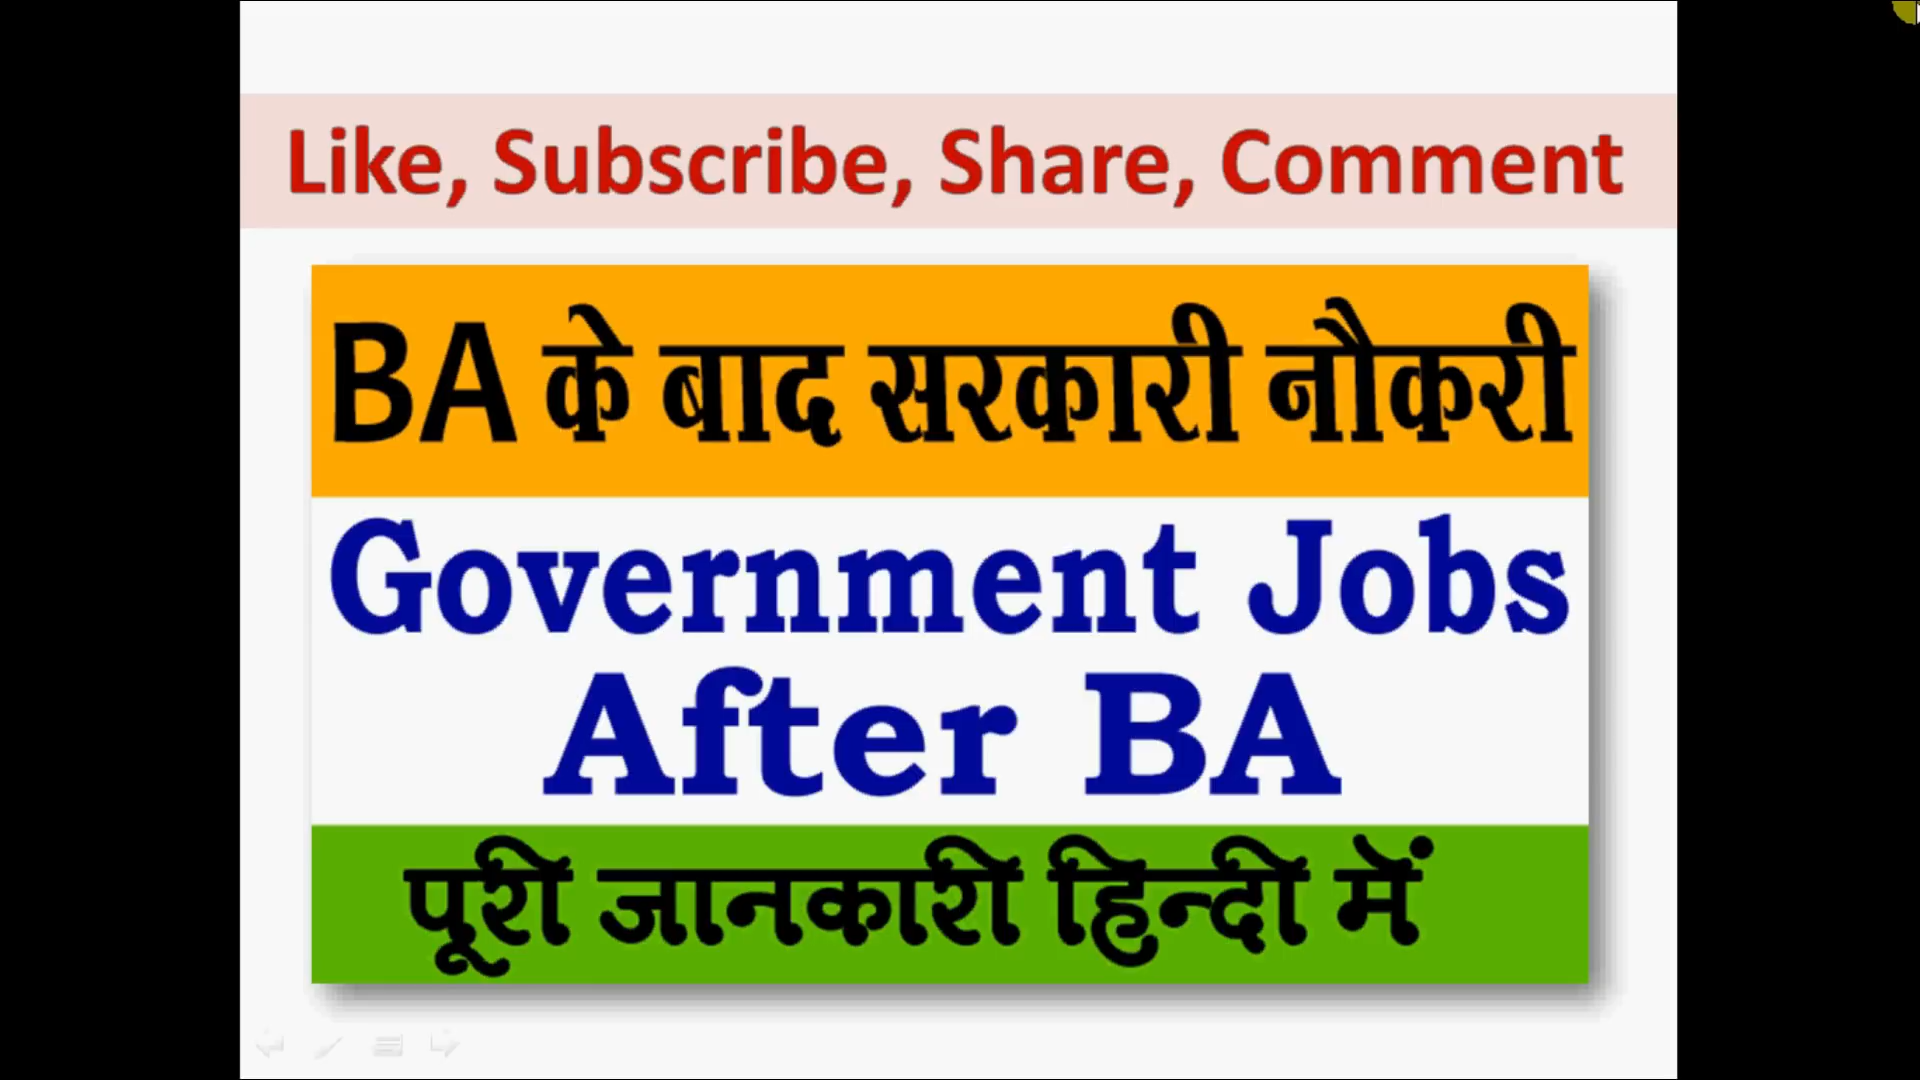 Like, Subscribe, Share, Comment
BA के बाद सरकारी नौकरी
Government Jobs
After BA
पूरी जानकारी हिन्दी में